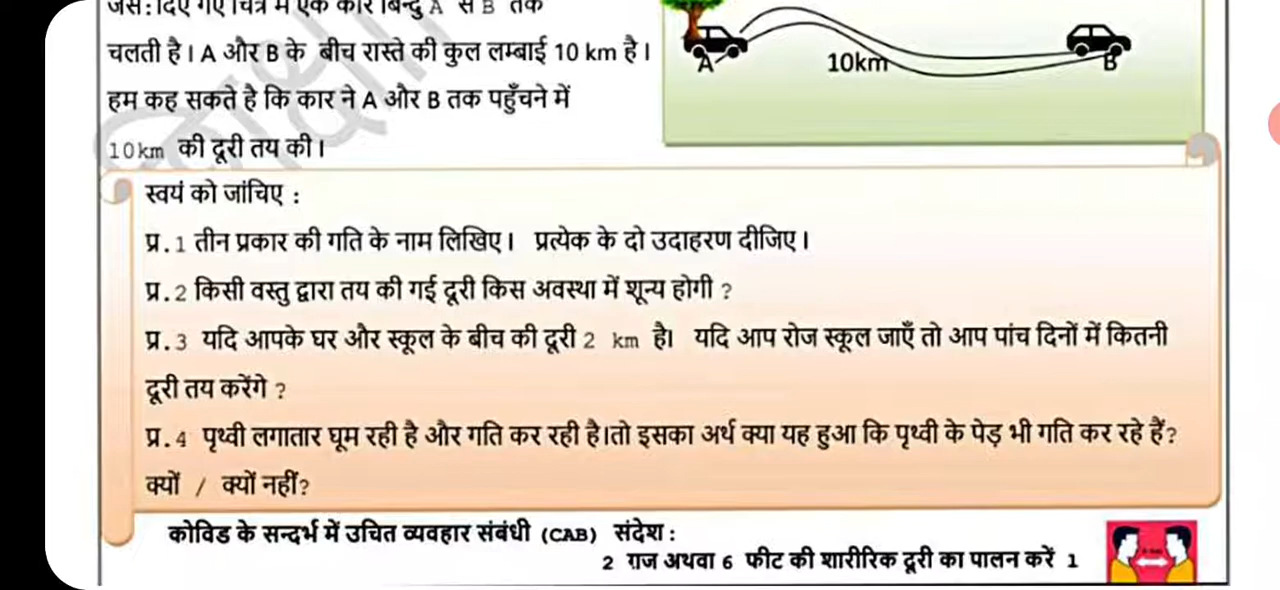 जैसे: दिए गए चित्र में एक कार बिन्दु A से B तक
चलती है। A और B के बीच रास्ते की कुल लम्बाई 10 km है।
हम कह सकते है कि कार ने A और B तक पहुँचने में
10km की दूरी तय की।
A 10km B
स्वयं को जांचिए :
प्र.1 तीन प्रकार की गति के नाम लिखिए। प्रत्येक के दो उदाहरण दीजिए।
प्र.2 किसी वस्तु द्वारा तय की गई दूरी किस अवस्था में शून्य होगी ?
प्र.3 यदि आपके घर और स्कूल के बीच की दूरी 2 km है। यदि आप रोज स्कूल जाएँ तो आप पांच दिनों में कितनी
दूरी तय करेंगे ?
प्र.4 पृथ्वी लगातार घूम रही है और गति कर रही है।तो इसका अर्थ क्या यह हुआ कि पृथ्वी के पेड़ भी गति कर रहे हैं?
क्यों / क्यों नहीं?
कोविड के सन्दर्भ में उचित व्यवहार संबंधी (CAB) संदेश :
2 ग़ज अथवा 6 फीट की शारीरिक दूरी का पालन करें 1